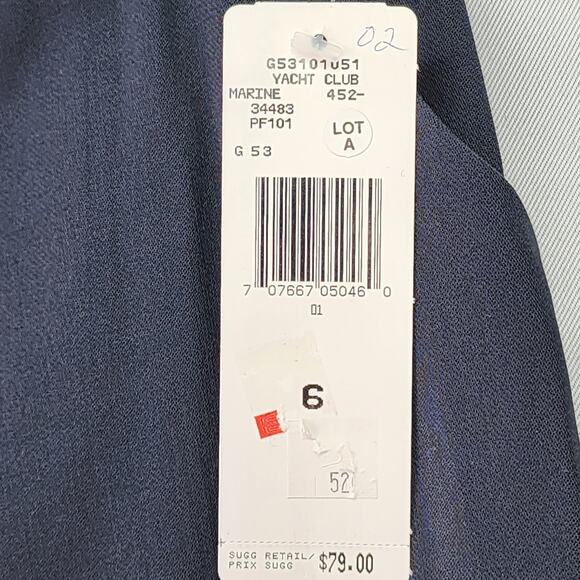 02
G53101051
YACHT CLUB
MARINE 452-
34483
PF101
LOT
A
G 53
7 07667 05046 0
01
6
52
SUGG RETAIL/
PRIX SUGG $79.00